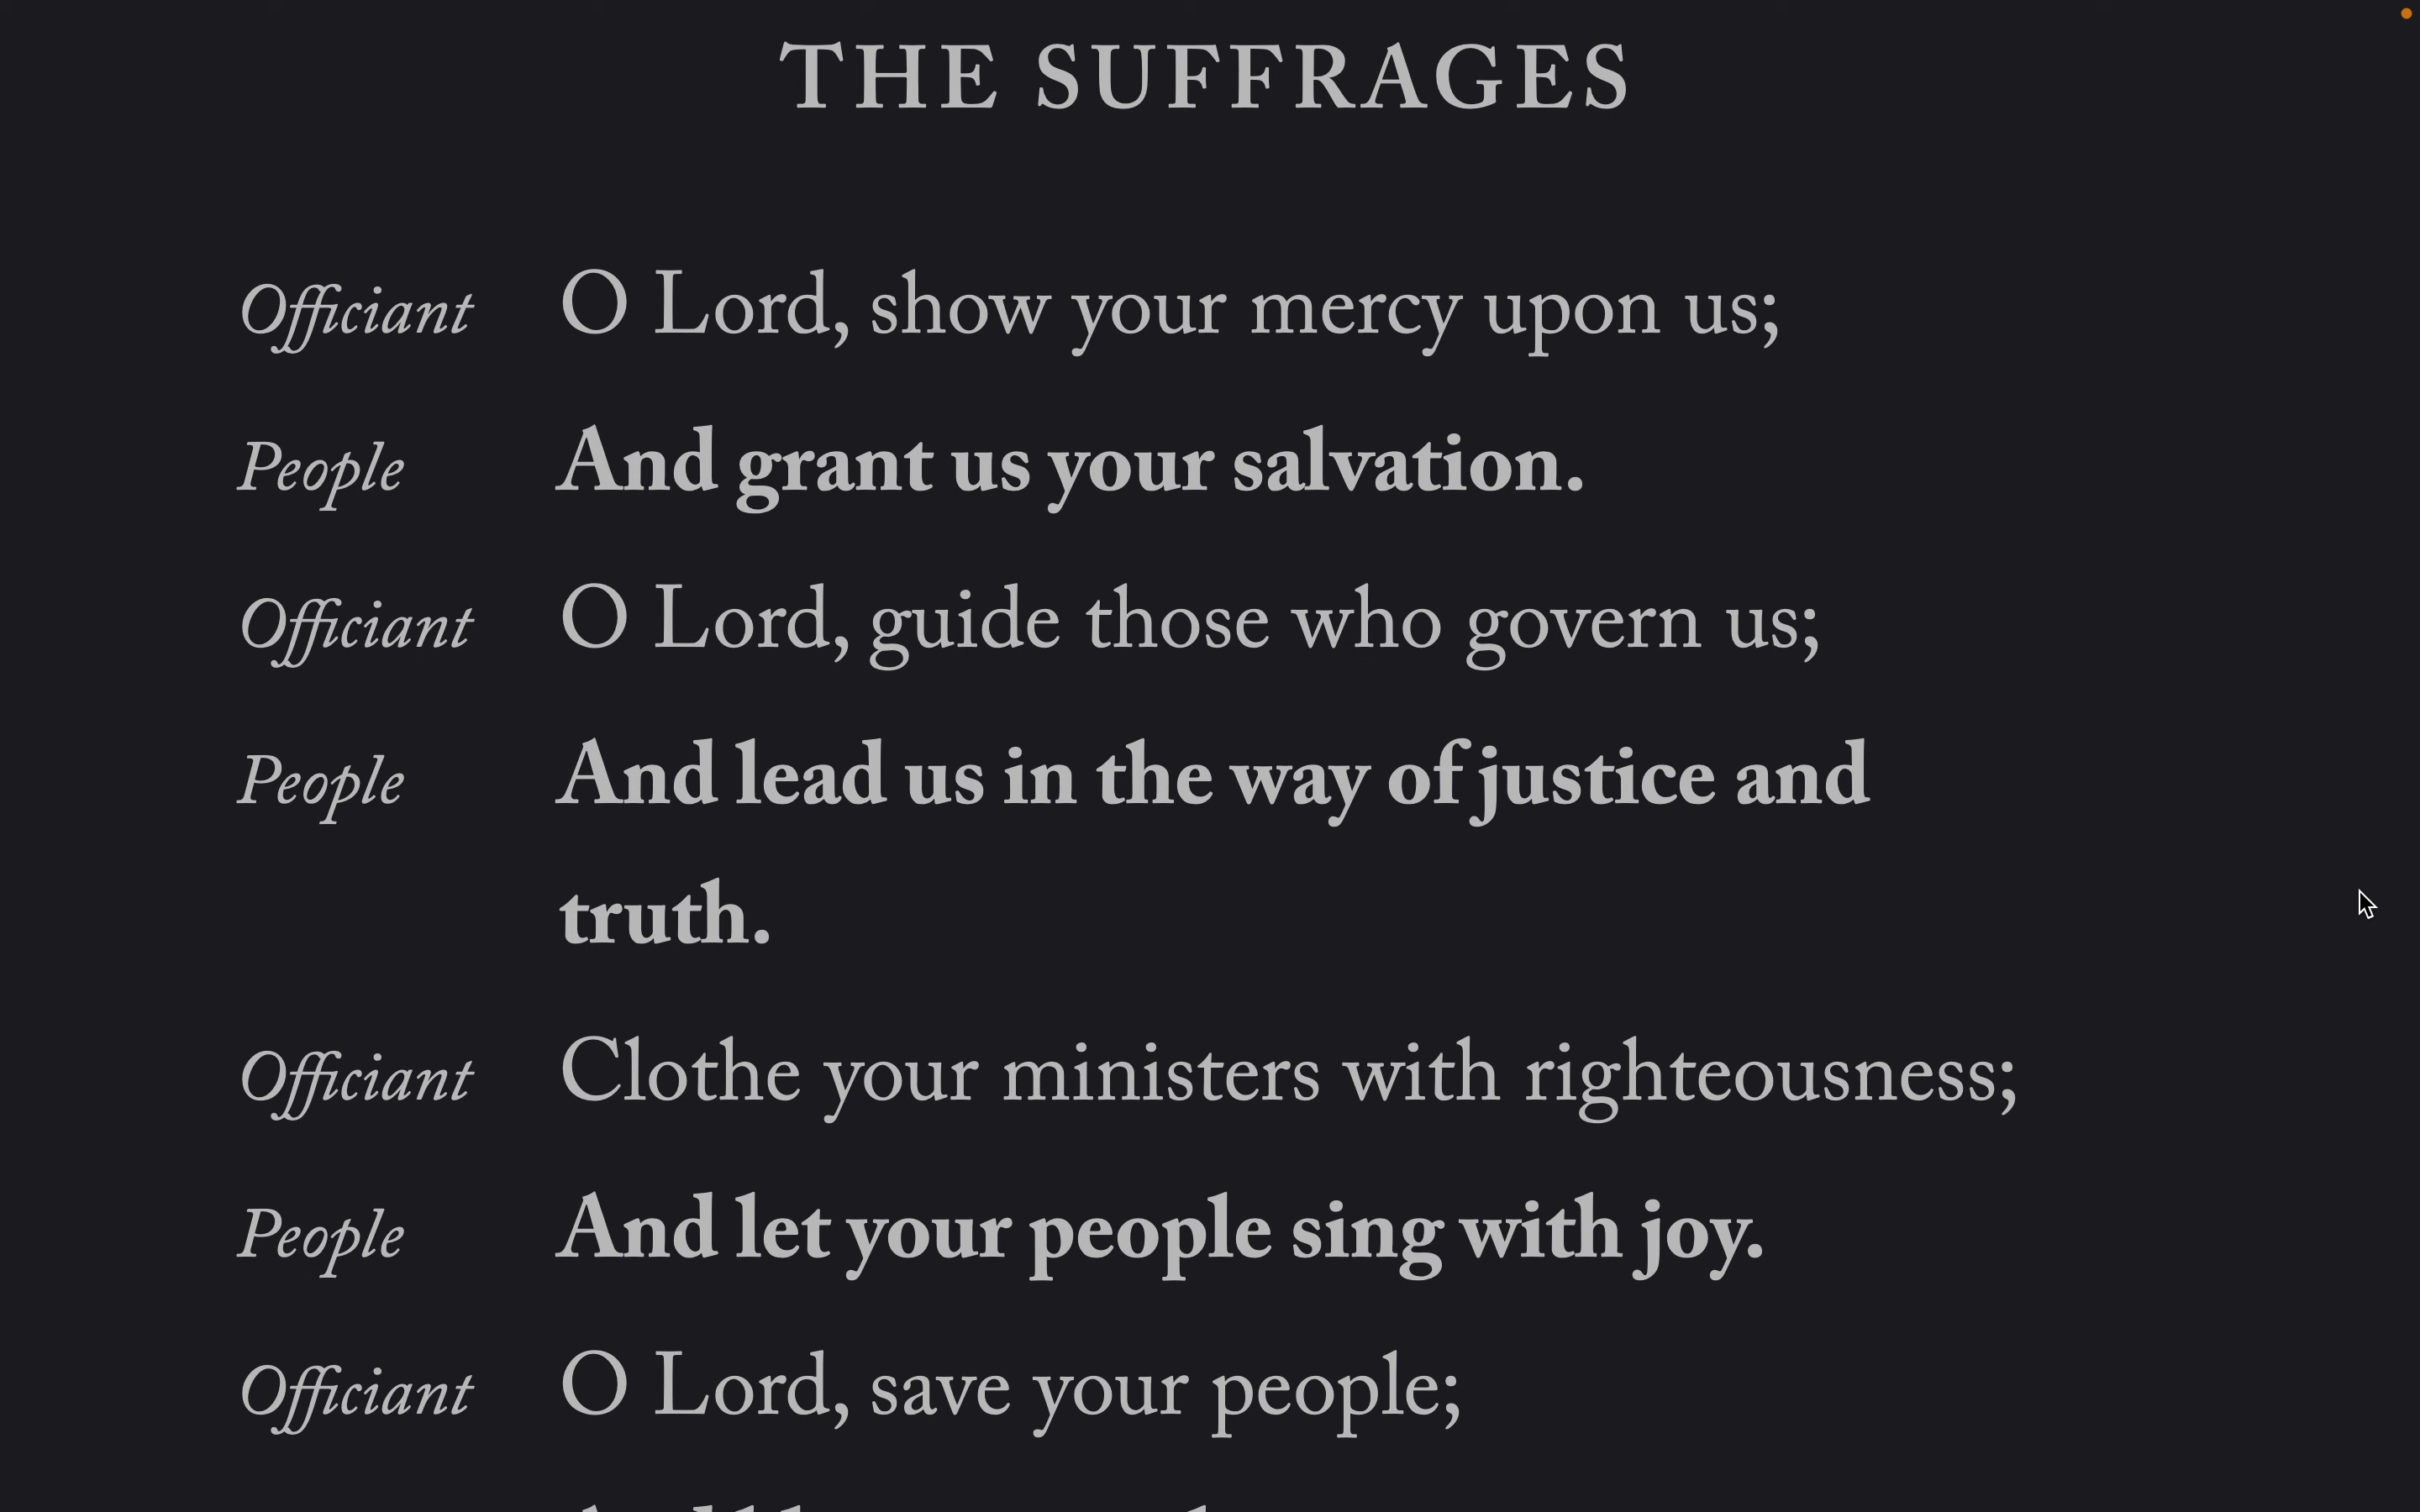 THE SUFFRAGES
Officiant O Lord, show your mercy upon us;
People And grant us your salvation.
Officiant O Lord, guide those who govern us;
People And lead us in the way of justice and
truth.
Officiant Clothe your ministers with righteousness;
People And let your people sing with joy.
Officiant O Lord, save your people;